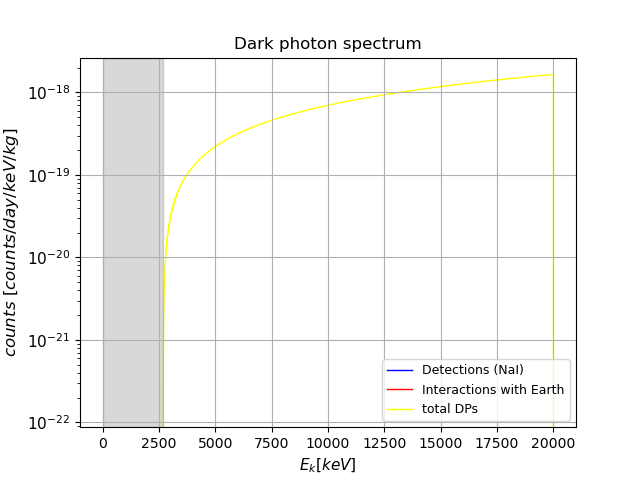 Dark photon spectrum
counts [counts/day/keV/kg]
10⁻¹⁸
10⁻¹⁹
10⁻²⁰
10⁻²¹
10⁻²²
Detections (NaI)
Interactions with Earth
total DPs
0 2500 5000 7500 10000 12500 15000 17500 20000
Eₖ[keV]